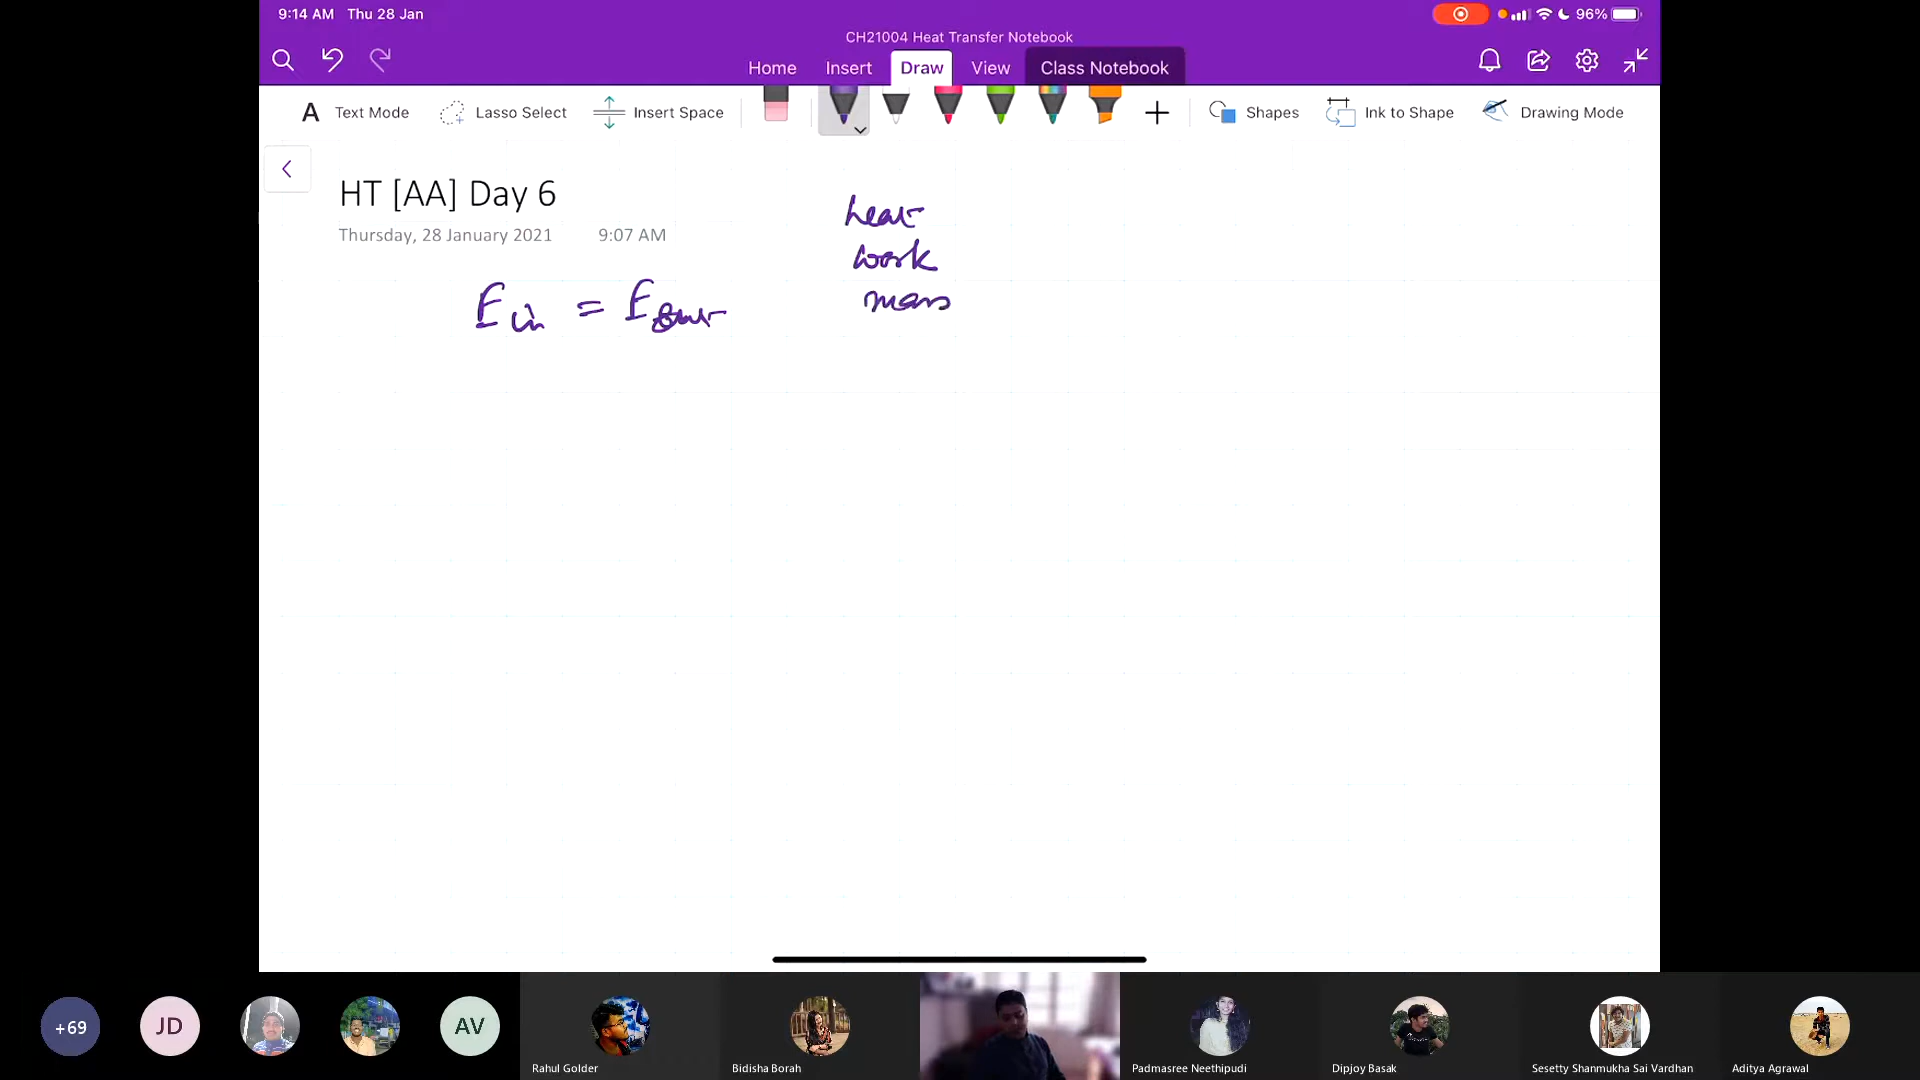 9:14 AM Thu 28 Jan
96%
CH21004 Heat Transfer Notebook
Home Insert Draw View Class Notebook
A Text Mode Lasso Select Insert Space Shapes Ink to Shape Drawing Mode
HT [AA] Day 6
Thursday, 28 January 2021 9:07 AM
heat
work
mass
E in = E out
+69 JD AV
Rahul Golder Bidisha Borah Padmasree Neethipudi Dipjoy Basak Sesetty Shanmukha Sai Vardhan Aditya Agrawal